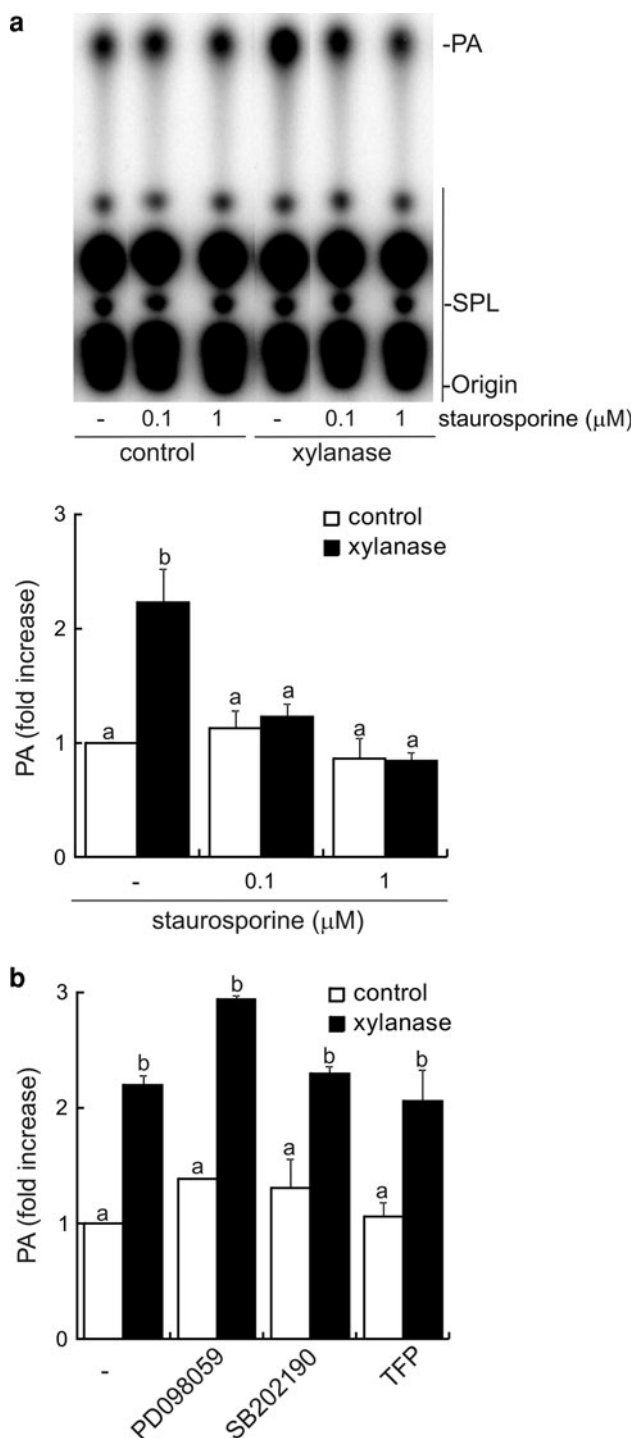 a
-PA
-SPL
-Origin
- 0.1 1 - 0.1 1 staurosporine (μM)
control xylanase
3
2
1
0
PA (fold increase)
control
xylanase
a b a a a a
- 0.1 1
staurosporine (μM)
b
3
2
1
0
PA (fold increase)
control
xylanase
a b a b a b a b
- PD098059 SB202190 TFP